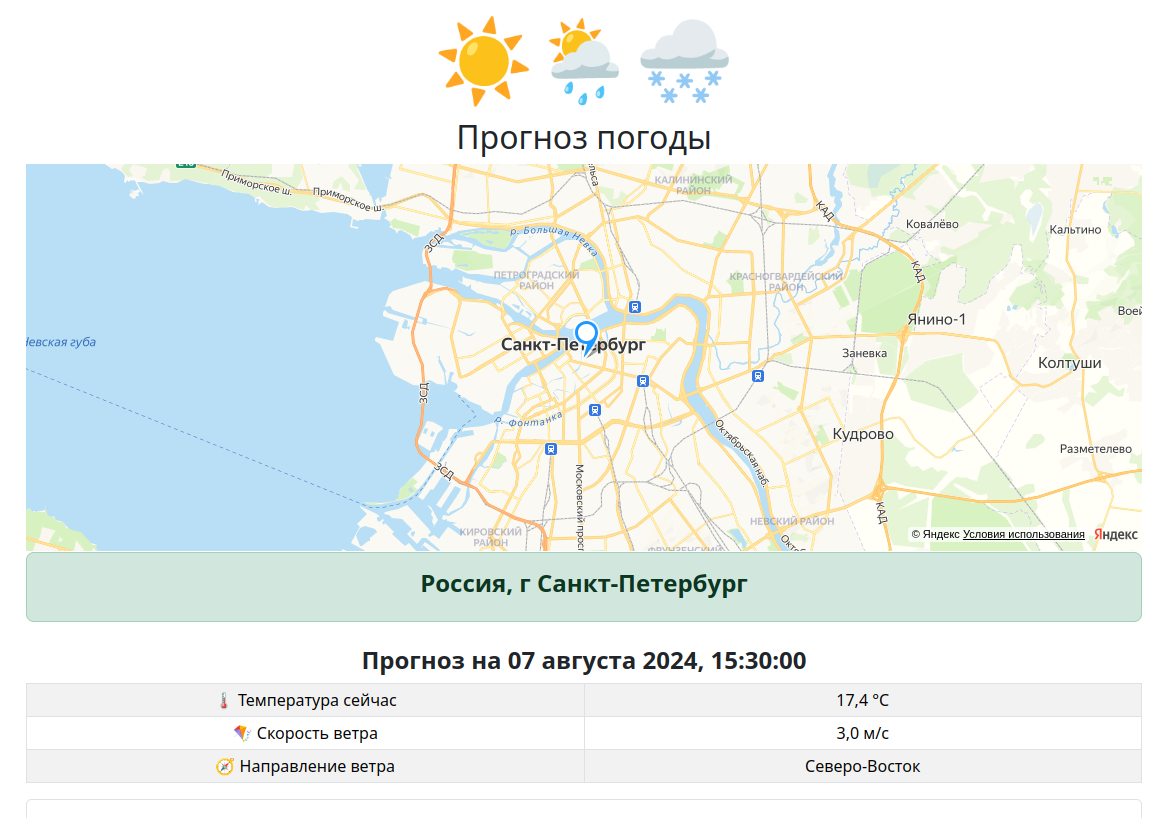 Прогноз погоды
Приморское ш.
Приморское ш.
КАЛИНИНСКИЙ
РАЙОН
КАД
Ковалёво
Кальтино
ЗСД
р. Большая Невка
КАД
ПЕТРОГРАДСКИЙ
РАЙОН
КРАСНОГВАРДЕЙСКИЙ
РАЙОН
Янино-1
Невская губа
Санкт-Петербург
Заневка
Колтуши
ЗСД
р. Фонтанка
Октябрьская наб.
Кудрово
Разметелево
ЗСД
Московский просп
КАД
КИРОВСКИЙ
РАЙОН
НЕВСКИЙ РАЙОН
ФРУНЗЕНСКИЙ
© Яндекс Условия использования Яндекс
Россия, г Санкт-Петербург
Прогноз на 07 августа 2024, 15:30:00
Температура сейчас 17,4 °C
Скорость ветра 3,0 м/с
Направление ветра Северо-Восток